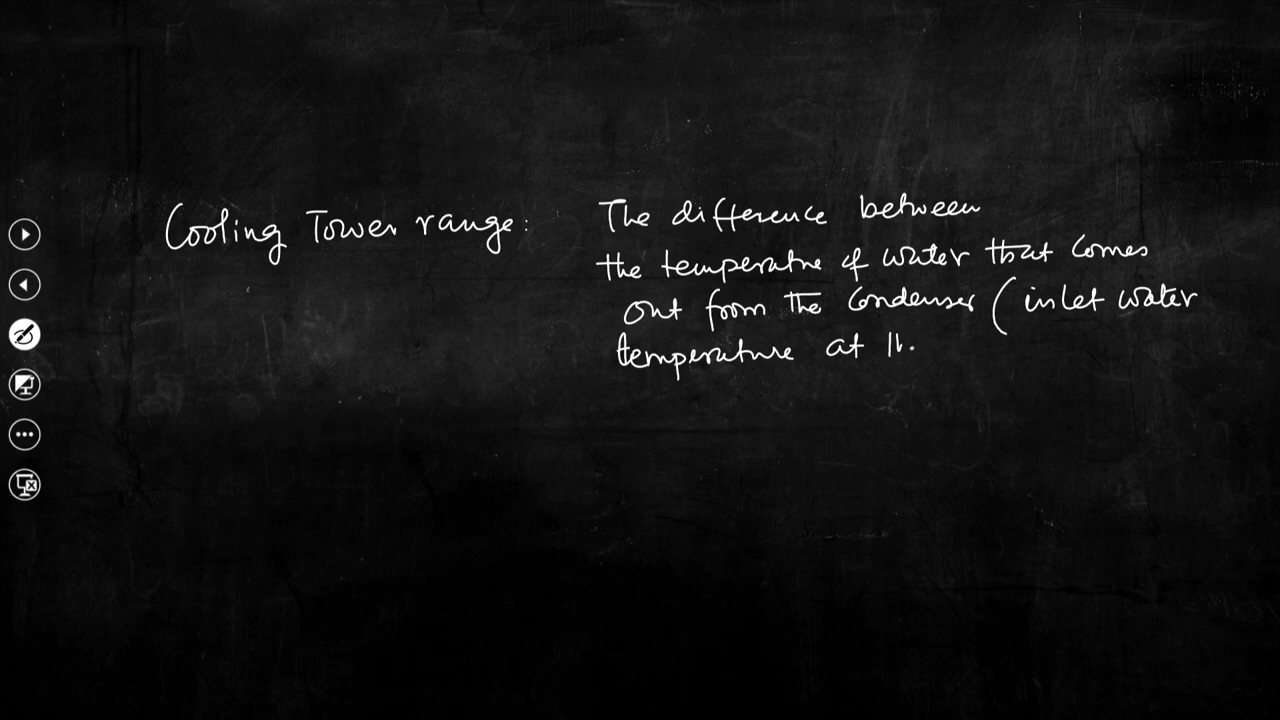 Cooling Tower range: The difference between
the temperature of water that comes
out from the condenser (inlet water
temperature at